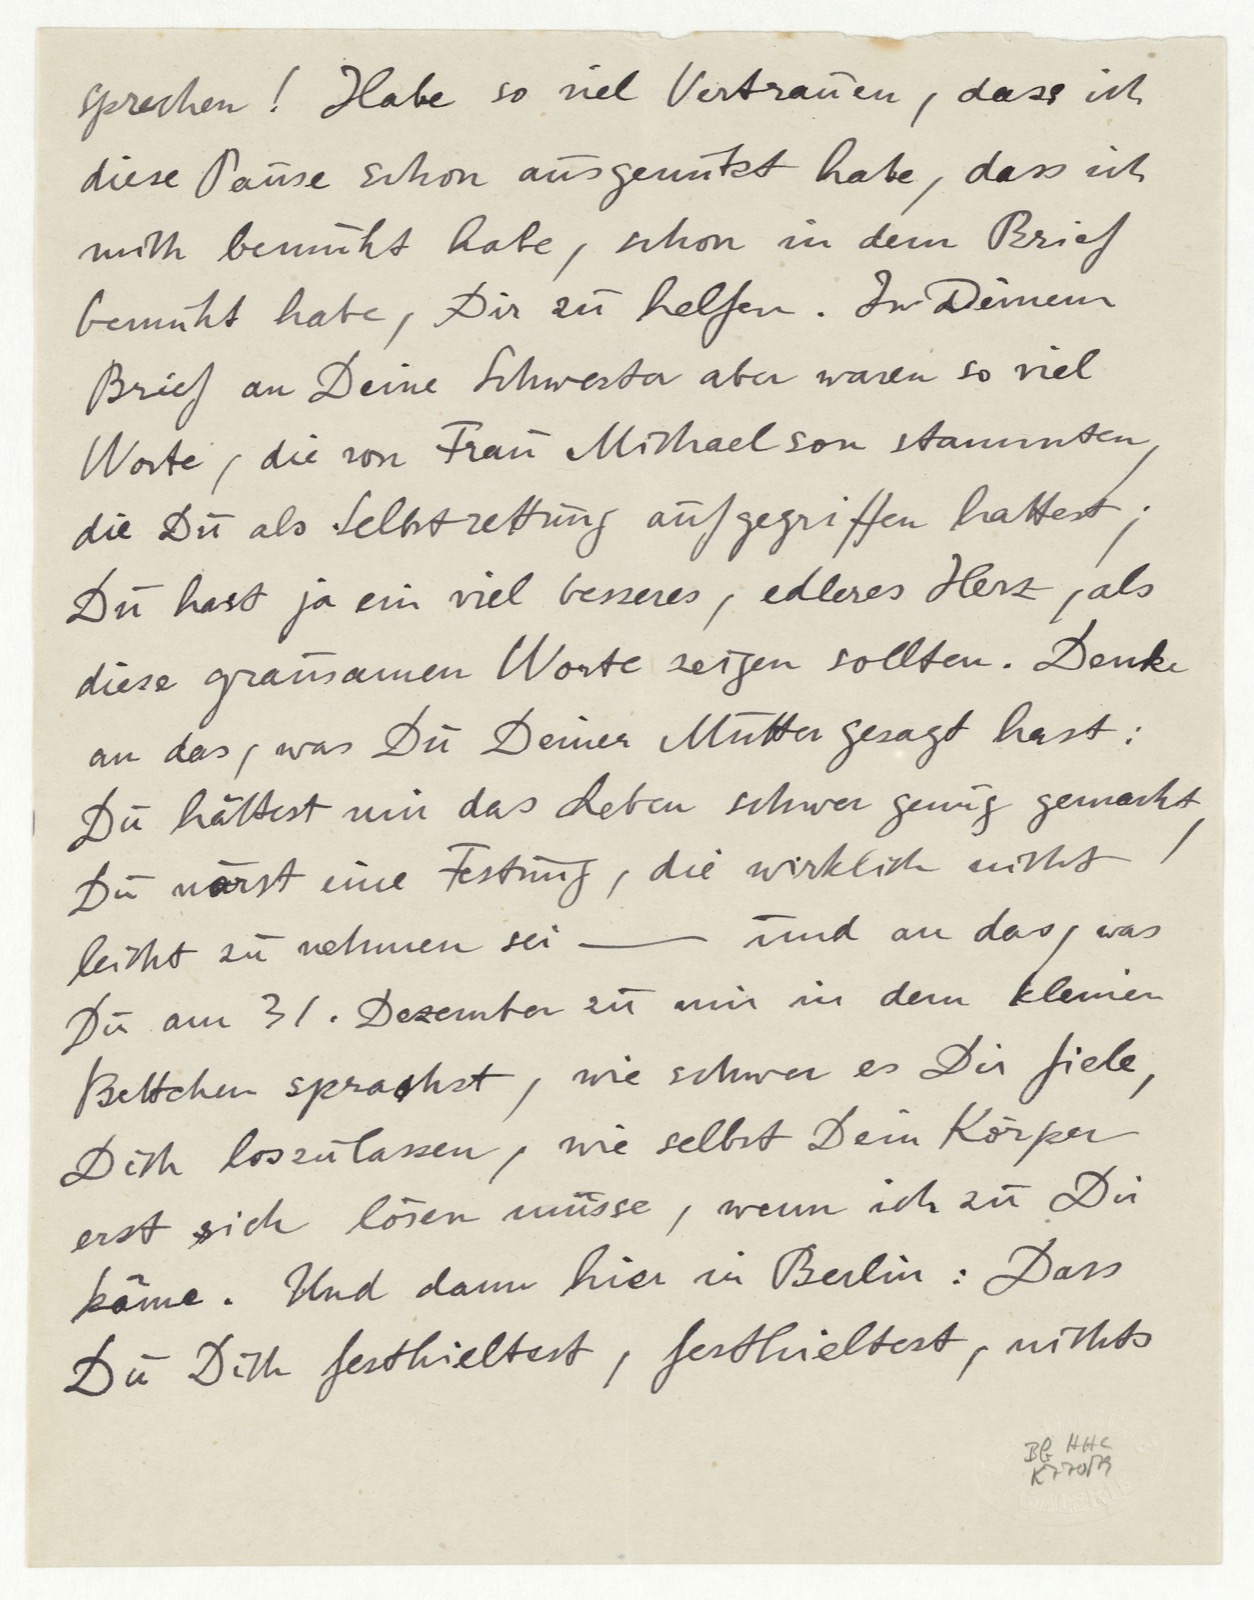 sprechen! Habe so viel Vertrauen, dass ich
diese Pause schon ausgenützt habe, dass ich
mich bemüht habe, schon in dem Brief
bemüht habe, Dir zu helfen. In Deinem
Brief an Deine Schwester aber waren so viel
Worte, die von Frau Michaelson stammten,
die Du als Selbstrettung aufgegriffen hattest;
Du hast ja ein viel besseres, edleres Herz, als
diese grausamen Worte zeigen sollten. Denke
an das, was Du Deiner Mutter gesagt hast:
Du hättest mir das Leben schwer genug gemacht,
Du wärst eine Festung, die wirklich nicht
leicht zu nehmen sei — und an das, was
Du am 31. Dezember zu mir in dem kleinen
Bettchen sprachst, wie schwer es Dir fiele,
Dich loszulassen, wie selbst Dein Körper
erst sich lösen müsse, wenn ich zu Dir
käme. Und dann hier in Berlin: Dass
Du Dich festhieltest, festhieltest, nichts
BG HHC
K770/79